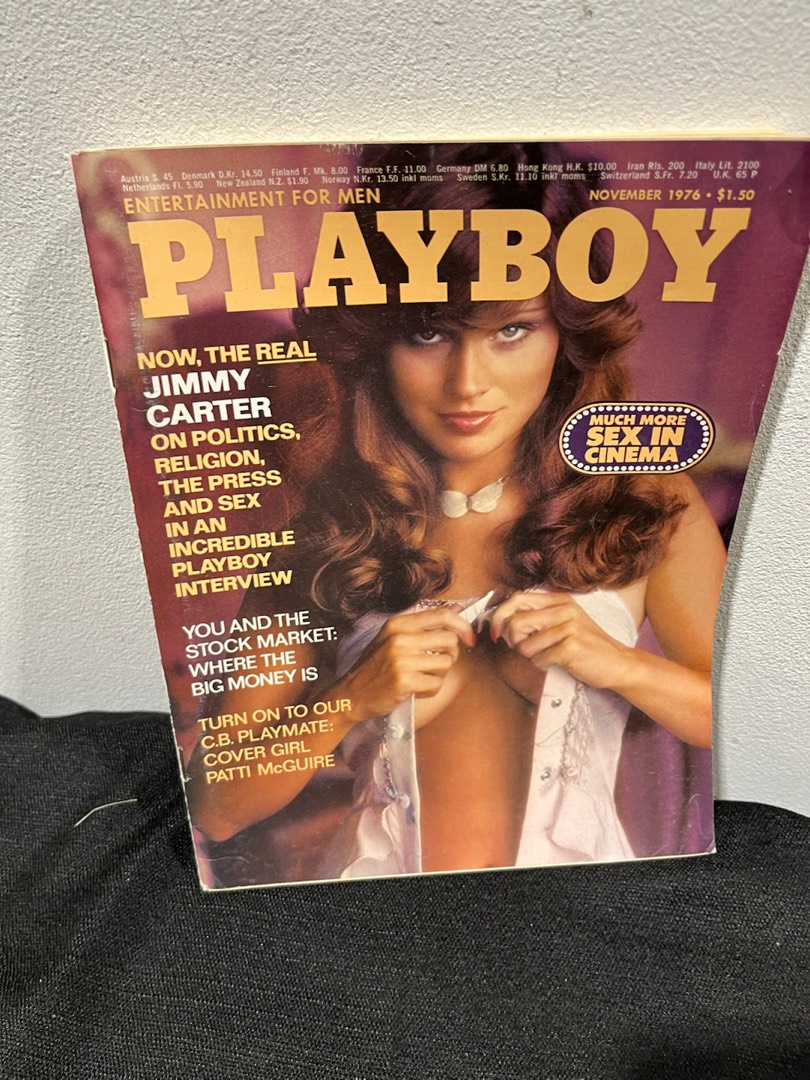 Austria S. 45 Denmark D.Kr. 14.50 Finland F. Mk. 8.00 France F.F. 11.00 Germany DM 6.80 Hong Kong H.K. $10.00 Iran Rls. 200 Italy Lit. 2100
Netherlands Fl. 5.90 New Zealand N.Z. $1.90 Norway N.Kr. 13.50 inkl moms Sweden S.Kr. 11.10 inkl moms Switzerland S.Fr. 7.20 U.K. 65 P
ENTERTAINMENT FOR MEN
NOVEMBER 1976 • $1.50
PLAYBOY
NOW, THE REAL
JIMMY
CARTER
ON POLITICS,
RELIGION,
THE PRESS
AND SEX
IN AN
INCREDIBLE
PLAYBOY
INTERVIEW
MUCH MORE
SEX IN
CINEMA
YOU AND THE
STOCK MARKET:
WHERE THE
BIG MONEY IS
TURN ON TO OUR
C.B. PLAYMATE:
COVER GIRL
PATTI McGUIRE